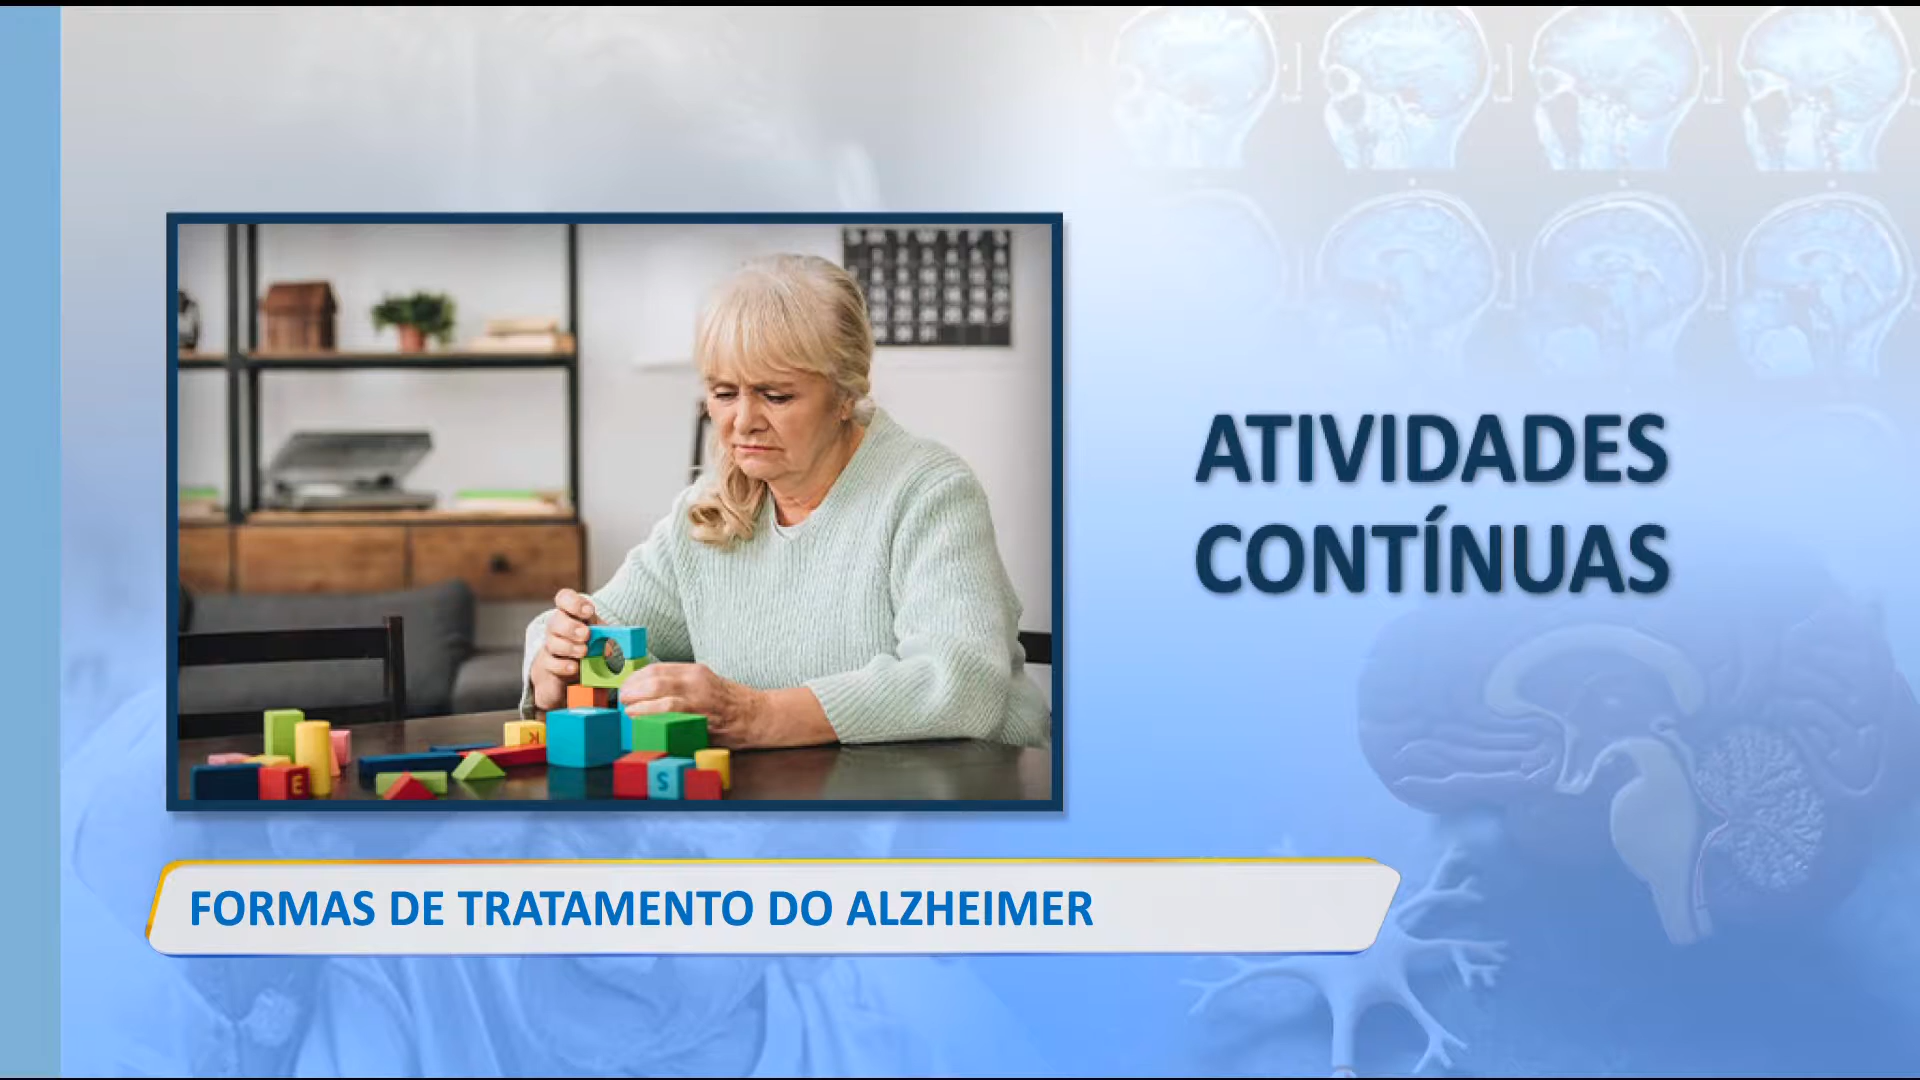 ATIVIDADES
CONTÍNUAS
K
E
S
FORMAS DE TRATAMENTO DO ALZHEIMER